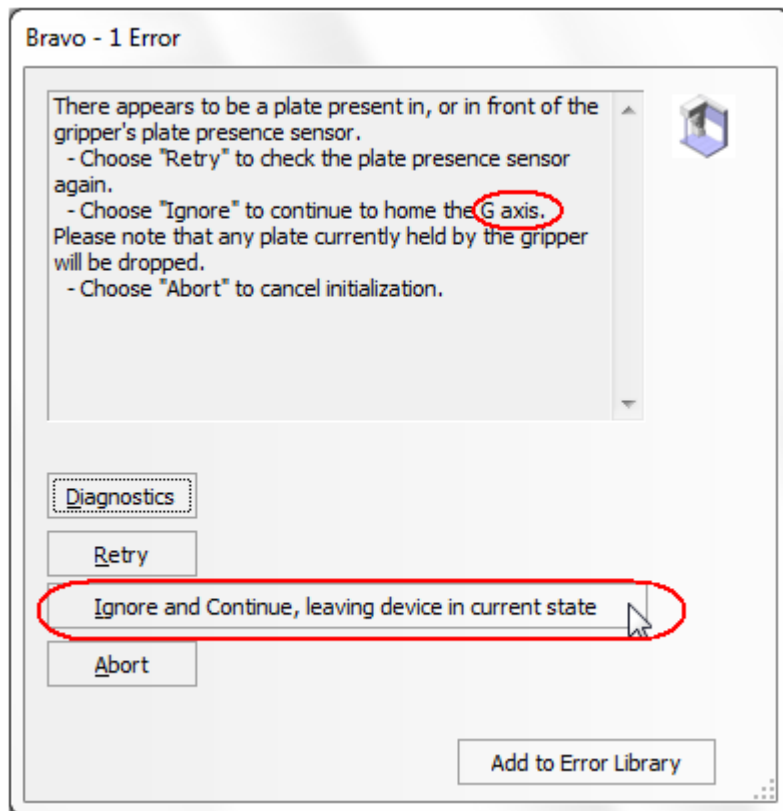 Bravo - 1 Error
There appears to be a plate present in, or in front of the
gripper's plate presence sensor.
- Choose "Retry" to check the plate presence sensor
again.
- Choose "Ignore" to continue to home the G axis.
Please note that any plate currently held by the gripper
will be dropped.
- Choose "Abort" to cancel initialization.
Diagnostics
Retry
Ignore and Continue, leaving device in current state
Abort
Add to Error Library